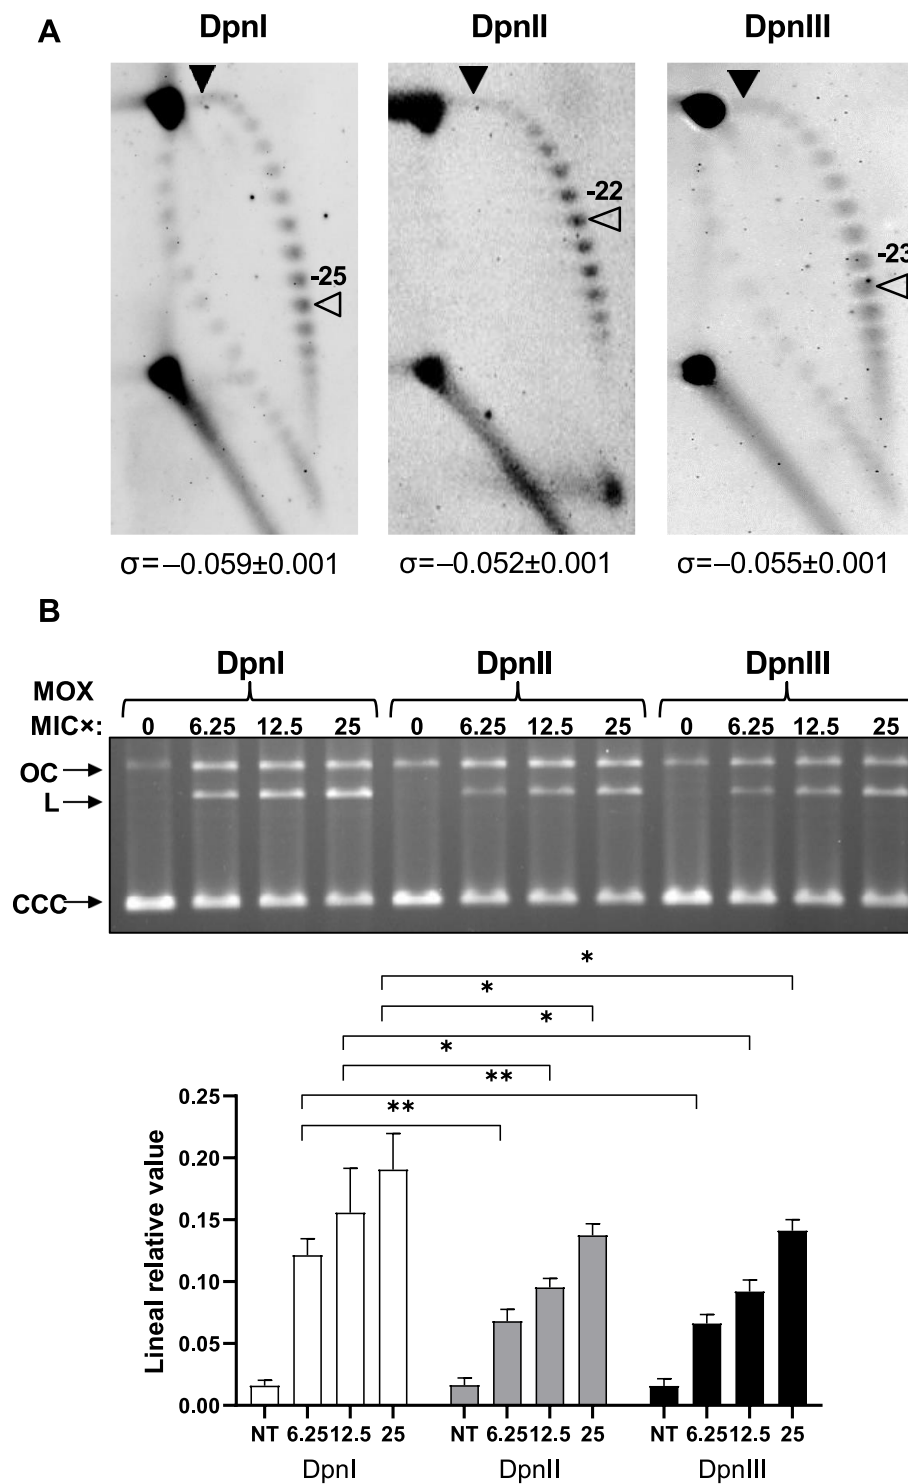 A
DpnI DpnII DpnIII
-25 -22 -23
σ=–0.059±0.001 σ=–0.052±0.001 σ=–0.055±0.001
B
DpnI DpnII DpnIII
MOX
MIC×: 0 6.25 12.5 25 0 6.25 12.5 25 0 6.25 12.5 25
OC
L
CCC
*
*
*
*
**
**
Lineal relative value
0.25
0.20
0.15
0.10
0.05
0.00
NT 6.25 12.5 25 NT 6.25 12.5 25 NT 6.25 12.5 25
DpnI DpnII DpnIII